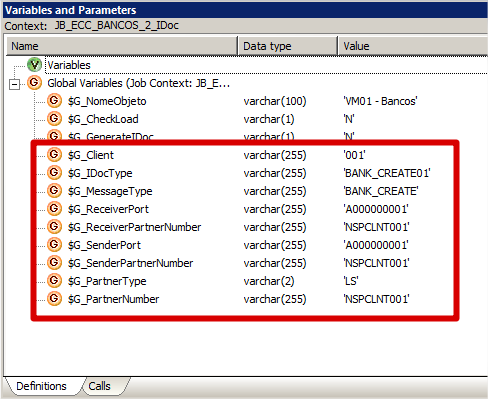 Variables and Parameters
Context: JB_ECC_BANCOS_2_IDoc
Name Data type Value
Variables
Global Variables (Job Context: JB_E...
$G_NomeObjeto varchar(100) 'VM01 - Bancos'
$G_CheckLoad varchar(1) 'N'
$G_GenerateIDoc varchar(1) 'N'
$G_Client varchar(255) '001'
$G_IDocType varchar(255) 'BANK_CREATE01'
$G_MessageType varchar(255) 'BANK_CREATE'
$G_ReceiverPort varchar(255) 'A000000001'
$G_ReceiverPartnerNumber varchar(255) 'NSPCLNT001'
$G_SenderPort varchar(255) 'A000000001'
$G_SenderPartnerNumber varchar(255) 'NSPCLNT001'
$G_PartnerType varchar(2) 'LS'
$G_PartnerNumber varchar(255) 'NSPCLNT001'
Definitions Calls